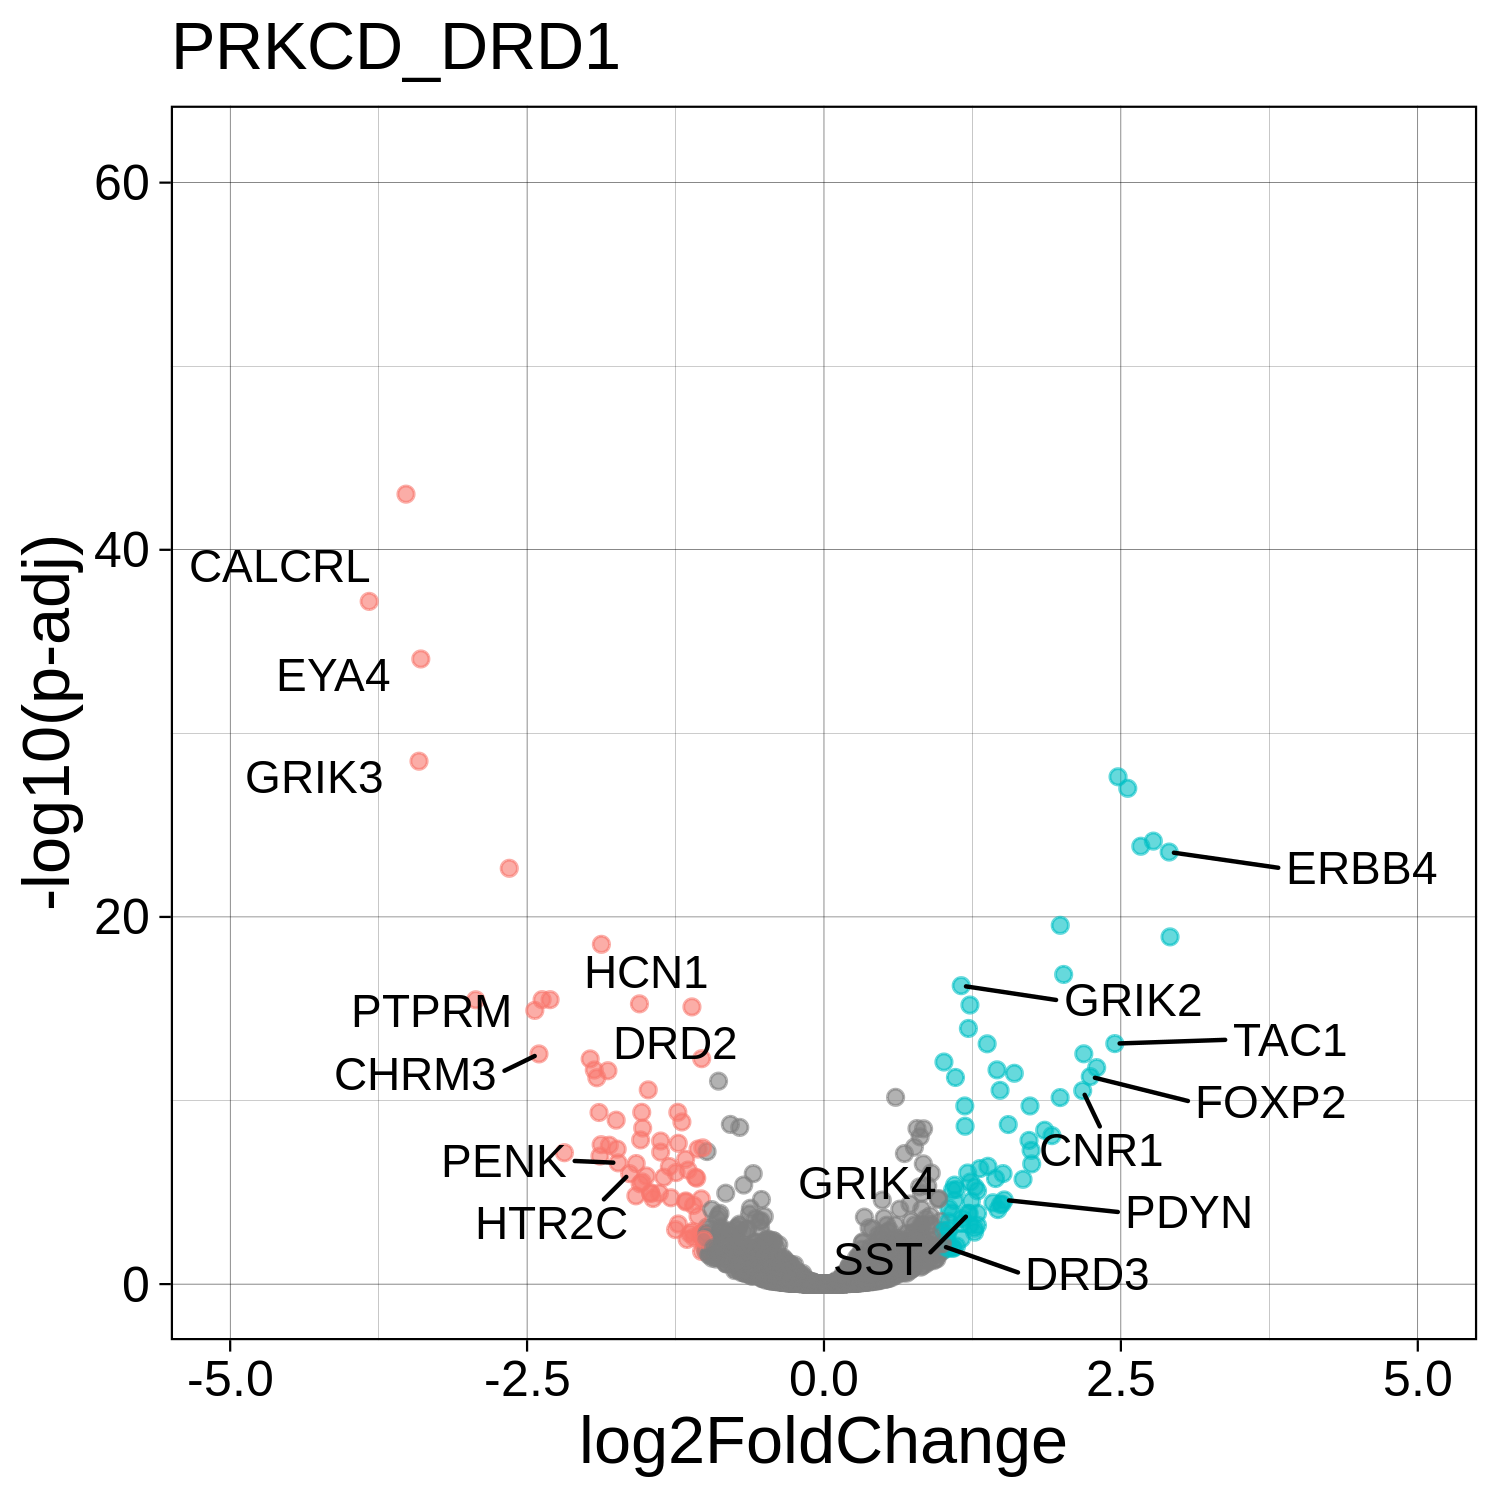 PRKCD_DRD1
60
40
20
0
-log10(p-adj)
CALCRL
EYA4
GRIK3
ERBB4
HCN1
PTPRM
GRIK2
DRD2
TAC1
CHRM3
FOXP2
PENK
CNR1
GRIK4
HTR2C
PDYN
SST
DRD3
-5.0 -2.5 0.0 2.5 5.0
log2FoldChange